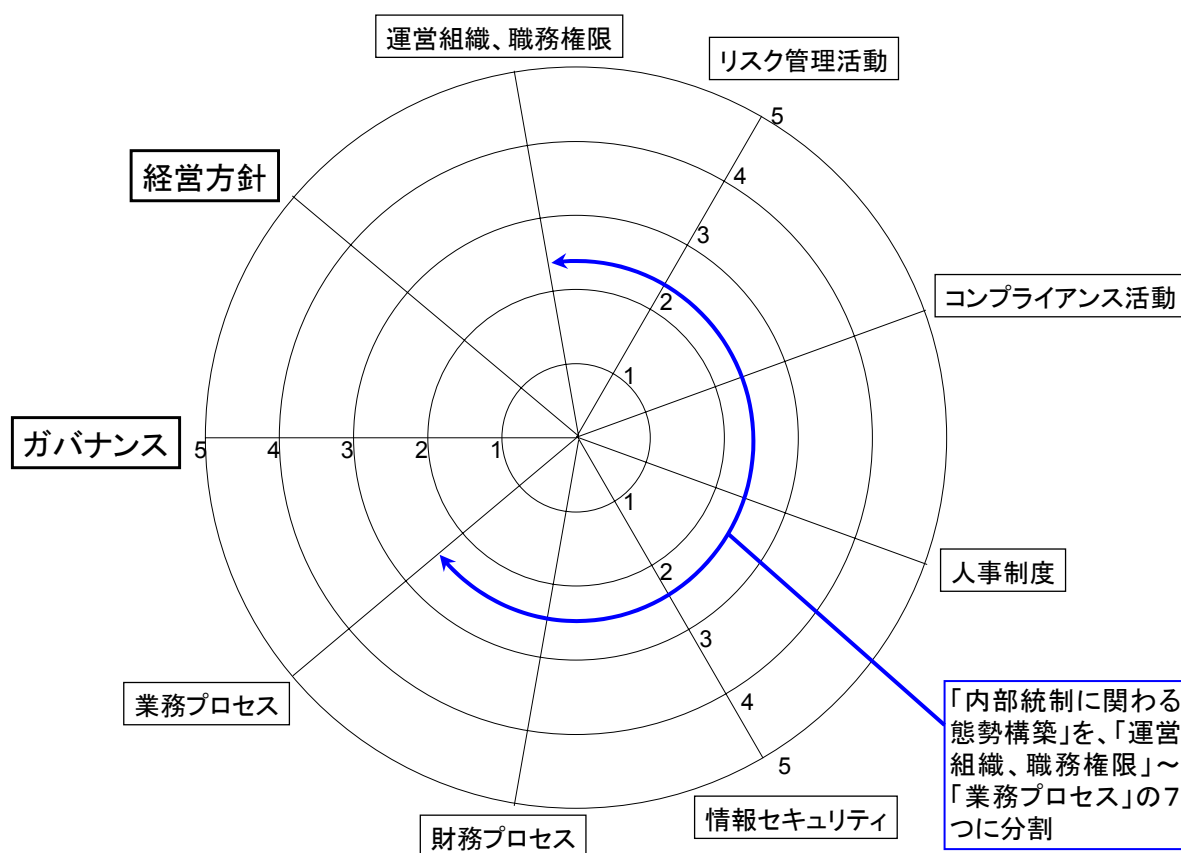 運営組織、職務権限
リスク管理活動
5
経営方針
4
3
コンプライアンス活動
2
1
ガバナンス
5 4 3 2 1
1
2
人事制度
3
業務プロセス
4
「内部統制に関わる
態勢構築」を、「運営
組織、職務権限」～
「業務プロセス」の7
つに分割
5
情報セキュリティ
財務プロセス